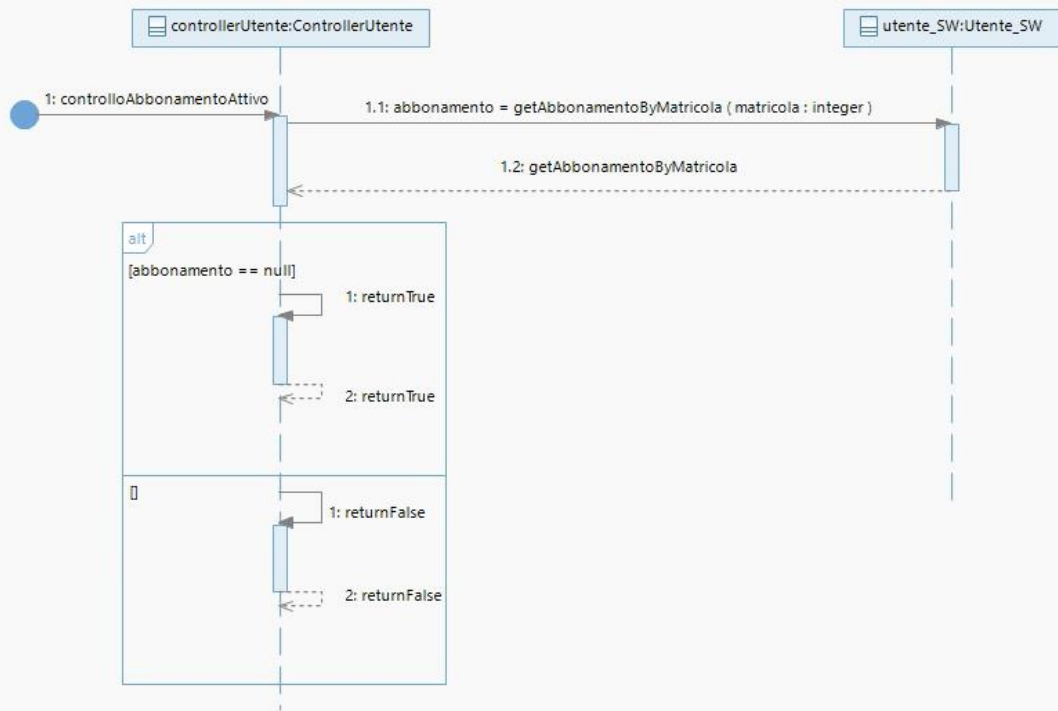 controllerUtente:ControllerUtente
utente_SW:Utente_SW
1: controlloAbbonamentoAttivo
1.1: abbonamento = getAbbonamentoByMatricola ( matricola : integer )
1.2: getAbbonamentoByMatricola
alt
[abbonamento == null]
1: returnTrue
2: returnTrue
[]
1: returnFalse
2: returnFalse